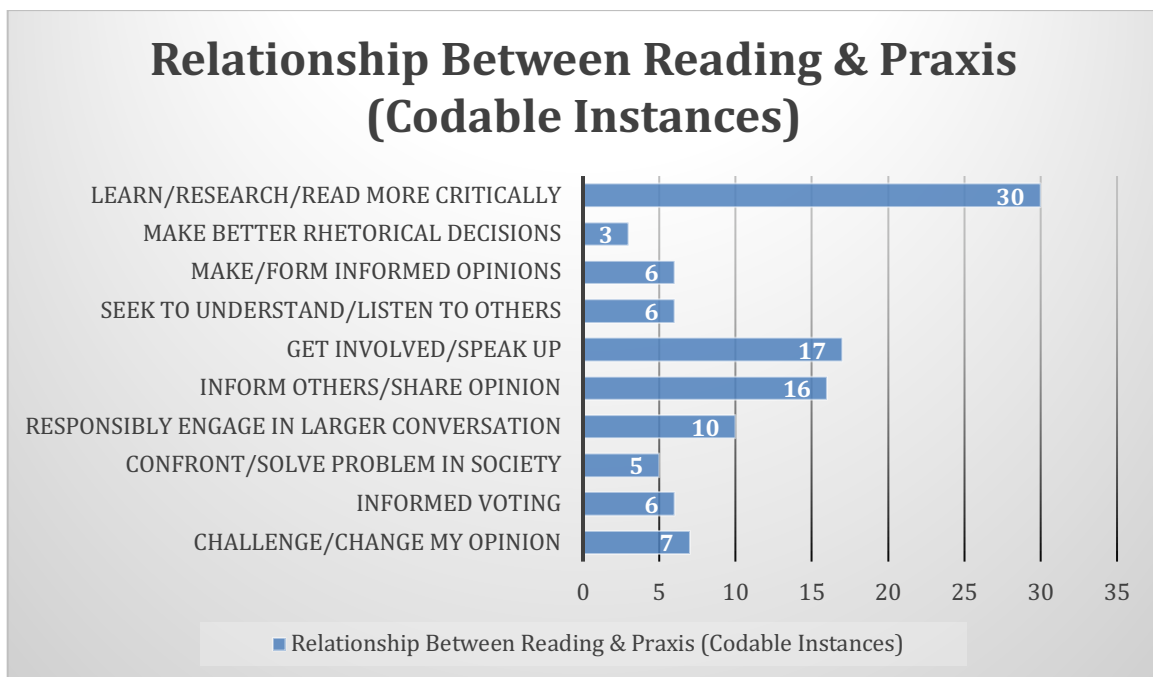 Relationship Between Reading & Praxis
(Codable Instances)
LEARN/RESEARCH/READ MORE CRITICALLY 30
MAKE BETTER RHETORICAL DECISIONS 3
MAKE/FORM INFORMED OPINIONS 6
SEEK TO UNDERSTAND/LISTEN TO OTHERS 6
GET INVOLVED/SPEAK UP 17
INFORM OTHERS/SHARE OPINION 16
RESPONSIBLY ENGAGE IN LARGER CONVERSATION 10
CONFRONT/SOLVE PROBLEM IN SOCIETY 5
INFORMED VOTING 6
CHALLENGE/CHANGE MY OPINION 7
0 5 10 15 20 25 30 35
Relationship Between Reading & Praxis (Codable Instances)